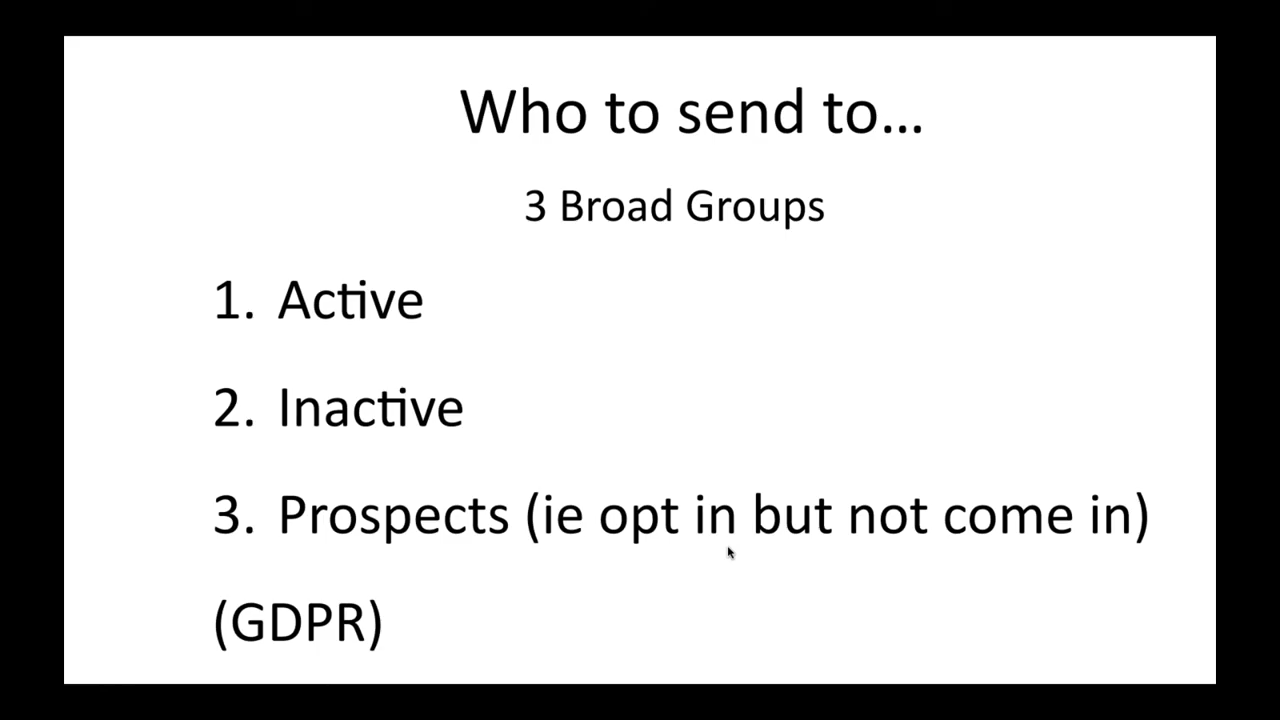 Who to send to...
3 Broad Groups
1. Active
2. Inactive
3. Prospects (ie opt in but not come in)
(GDPR)